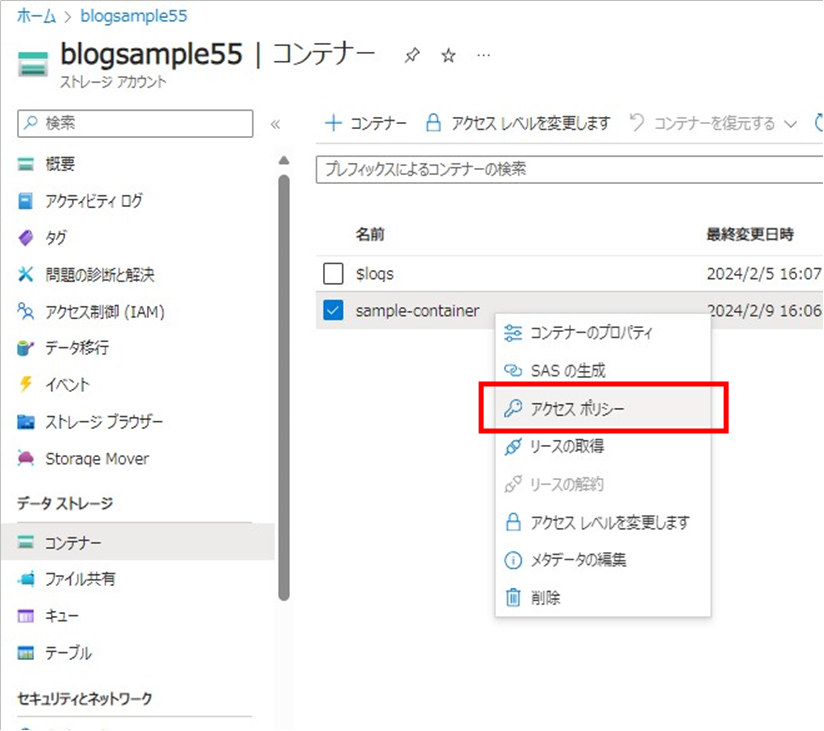 ホーム > blogsample55
blogsample55 | コンテナー ...
ストレージ アカウント
検索
«
+ コンテナー アクセス レベルを変更します コンテナーを復元する
プレフィックスによるコンテナーの検索
概要
アクティビティ ログ
タグ
問題の診断と解決
アクセス制御 (IAM)
データ移行
イベント
ストレージ ブラウザー
Storage Mover
データ ストレージ
コンテナー
ファイル共有
キュー
テーブル
セキュリティとネットワーク
名前 最終変更日時
$logs 2024/2/5 16:07
sample-container 2024/2/9 16:06
コンテナーのプロパティ
SAS の生成
アクセス ポリシー
リースの取得
リースの解約
アクセス レベルを変更します
メタデータの編集
削除